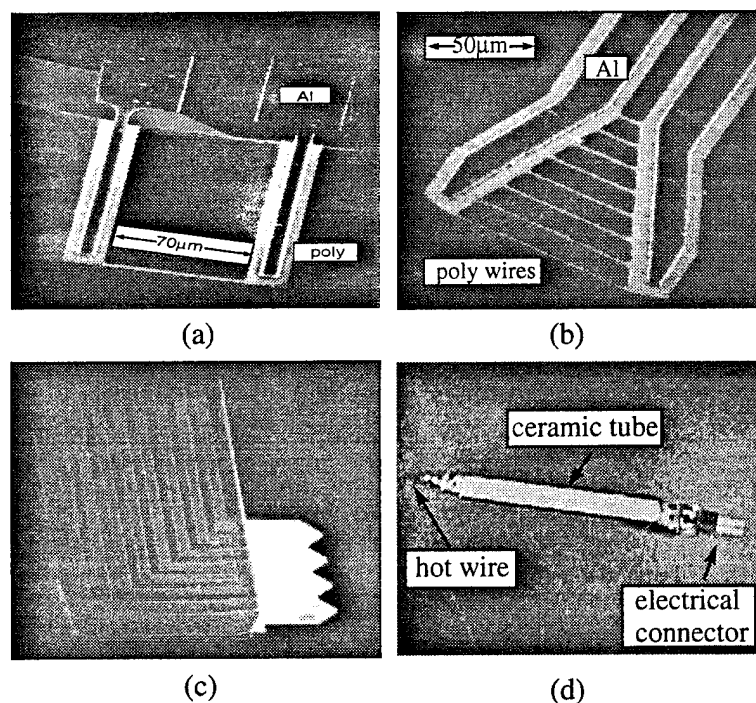 Al
70μm
poly
(a)
50μm
Al
poly wires
(b)
(c)
ceramic tube
hot wire
electrical
connector
(d)